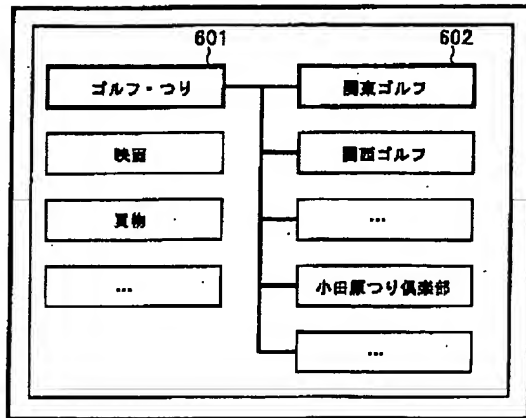 601
602
ゴルフ・つり
関東ゴルフ
映画
関西ゴルフ
買物
…
…
小田原つり倶楽部
…